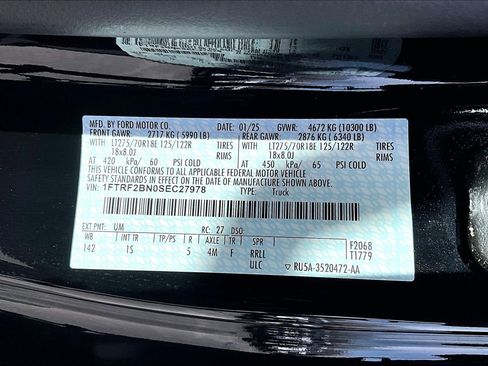 MFD. BY FORD MOTOR CO. 01/25 GVWR: 4672 KG (10300 LB)
FRONT GAWR: 2717 KG (5990 LB) REAR GAWR: 2876 KG (6340 LB)
WITH LT275/70R18E 125/122R TIRES WITH LT275/70R18E 125/122R TIRES
18x8.0J RIMS 18x8.0J RIMS
AT 420 kPa/ 60 PSI COLD AT 450 kPa/ 65 PSI COLD
THIS VEHICLE CONFORMS TO ALL APPLICABLE FEDERAL MOTOR VEHICLE SAFETY STANDARDS IN
EFFECT ON THE DATE OF MANUFACTURE SHOWN ABOVE.
VIN: 1FTRF2BN0SEC27978 TYPE: Truck
EXT PNT: UM RC: 27 DSO: F2068
WB INT TR TP/PS R AXLE TR SPR T1779
142 1S 5 4M F RRLL
ULC RU5A-3520472-AA